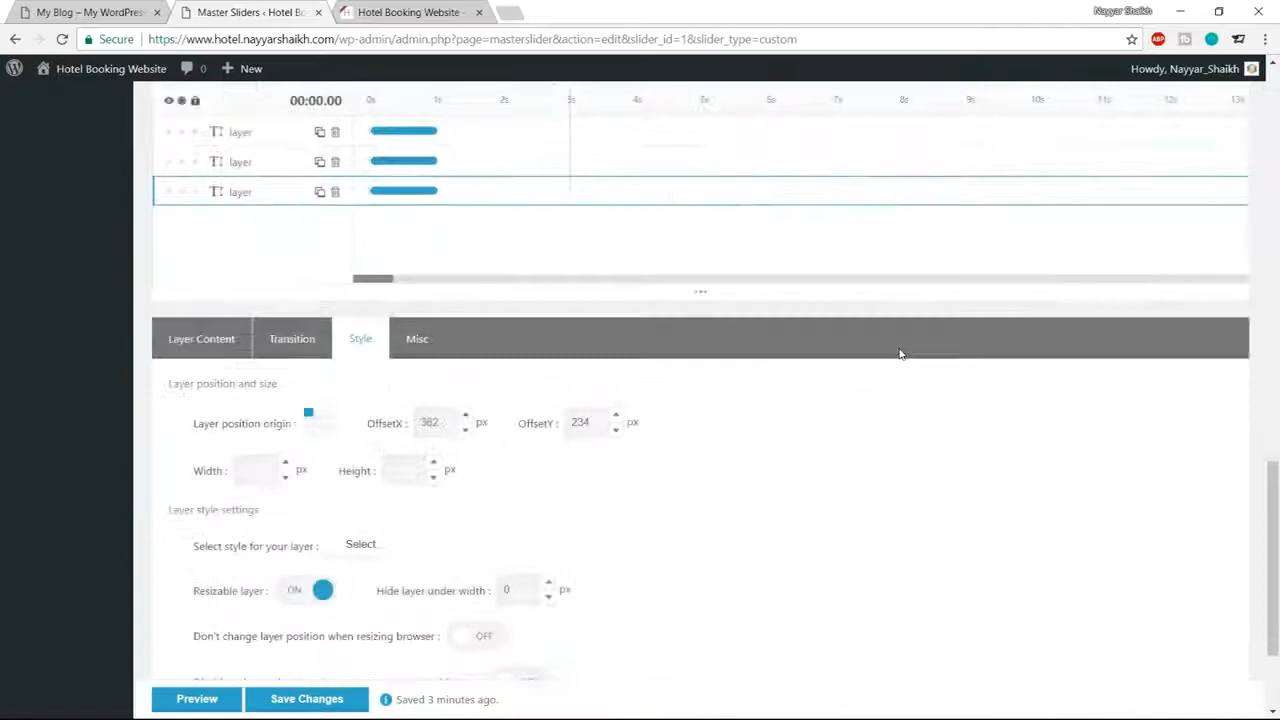 My Blog – My WordPres
Master Sliders ‹ Hotel Bo
Hotel Booking Website –
Nayyar Shaikh
Secure
https://www.hotel.nayyarshaikh.com/wp-admin/admin.php?page=masterslider&action=edit&slider_id=1&slider_type=custom
ABP
Hotel Booking Website
0
New
Howdy, Nayyar_Shaikh
00:00.00
0s 1s 2s 3s 4s 5s 6s 7s 8s 9s 10s 11s 12s 13s
layer
layer
layer
Layer Content
Transition
Style
Misc
Layer position and size
Layer position origin :
OffsetX : 362 px
OffsetY : 234 px
Width : px
Height : px
Layer style settings
Select style for your layer : Select
Resizable layer : ON
Hide layer under width : 0 px
Don't change layer position when resizing browser : OFF
Preview
Save Changes
Saved 3 minutes ago.